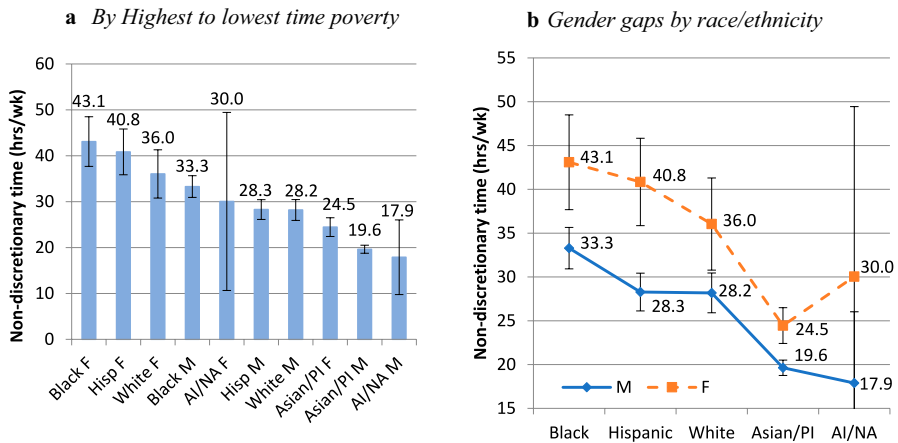 a By Highest to lowest time poverty
Non-discretionary time (hrs/wk)
60
50
40
30
20
10
0
43.1
40.8
36.0
33.3
30.0
28.3
28.2
24.5
19.6
17.9
Black F
Hisp F
White F
Black M
AI/NA F
Hisp M
White M
Asian/PI F
Asian/PI M
AI/NA M
b Gender gaps by race/ethnicity
Non-discretionary time (hrs/wk)
55
50
45
40
35
30
25
20
15
43.1
40.8
36.0
24.5
30.0
33.3
28.3
28.2
19.6
17.9
M F
Black Hispanic White Asian/PI AI/NA